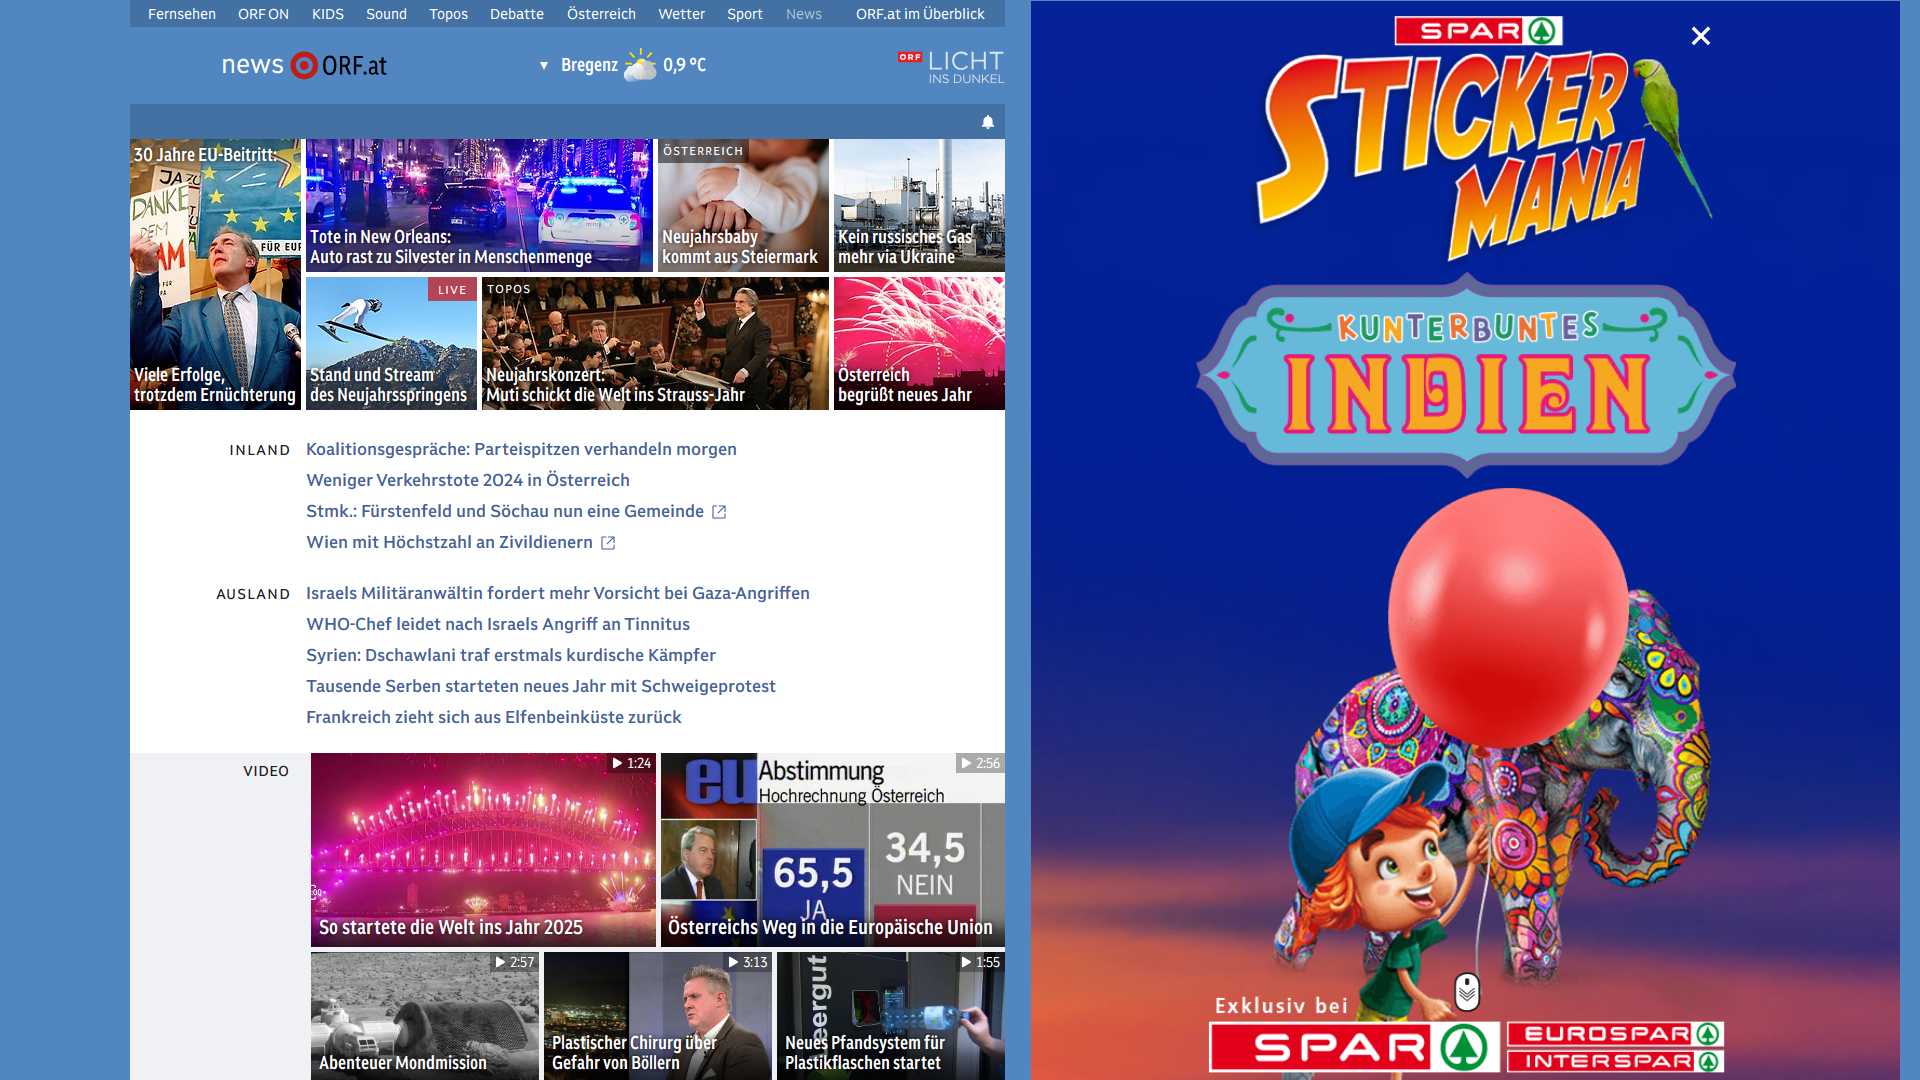 Fernsehen ORF ON KIDS Sound Topos Debatte Österreich Wetter Sport News ORF.at im Überblick
news ORF.at
Bregenz 0,9 °C
ORF LICHT
INS DUNKEL
30 Jahre EU-Beitritt:
DANKE
DEM
FÜR EUR
Viele Erfolge,
trotzdem Ernüchterung
Tote in New Orleans:
Auto rast zu Silvester in Menschenmenge
ÖSTERREICH
Neujahrsbaby
kommt aus Steiermark
Kein russisches Gas
mehr via Ukraine
LIVE
Stand und Stream
des Neujahrsspringens
TOPOS
Neujahrskonzert:
Muti schickt die Welt ins Strauss-Jahr
Österreich
begrüßt neues Jahr
INLAND
Koalitionsgespräche: Parteispitzen verhandeln morgen
Weniger Verkehrstote 2024 in Österreich
Stmk.: Fürstenfeld und Söchau nun eine Gemeinde
Wien mit Höchstzahl an Zivildienern
AUSLAND
Israels Militäranwältin fordert mehr Vorsicht bei Gaza-Angriffen
WHO-Chef leidet nach Israels Angriff an Tinnitus
Syrien: Dschawlani traf erstmals kurdische Kämpfer
Tausende Serben starteten neues Jahr mit Schweigeprotest
Frankreich zieht sich aus Elfenbeinküste zurück
VIDEO
1:24
So startete die Welt ins Jahr 2025
2:56
eu Abstimmung
Hochrechnung Österreich
65,5
JA
34,5
NEIN
Österreichs Weg in die Europäische Union
2:57
Abenteuer Mondmission
3:13
Plastischer Chirurg über
Gefahr von Böllern
1:55
eergut
Neues Pfandsystem für
Plastikflaschen startet
SPAR
STICKER
MANIA
KUNTERBUNTES
INDIEN
Exklusiv bei
SPAR
EUROSPAR
INTERSPAR